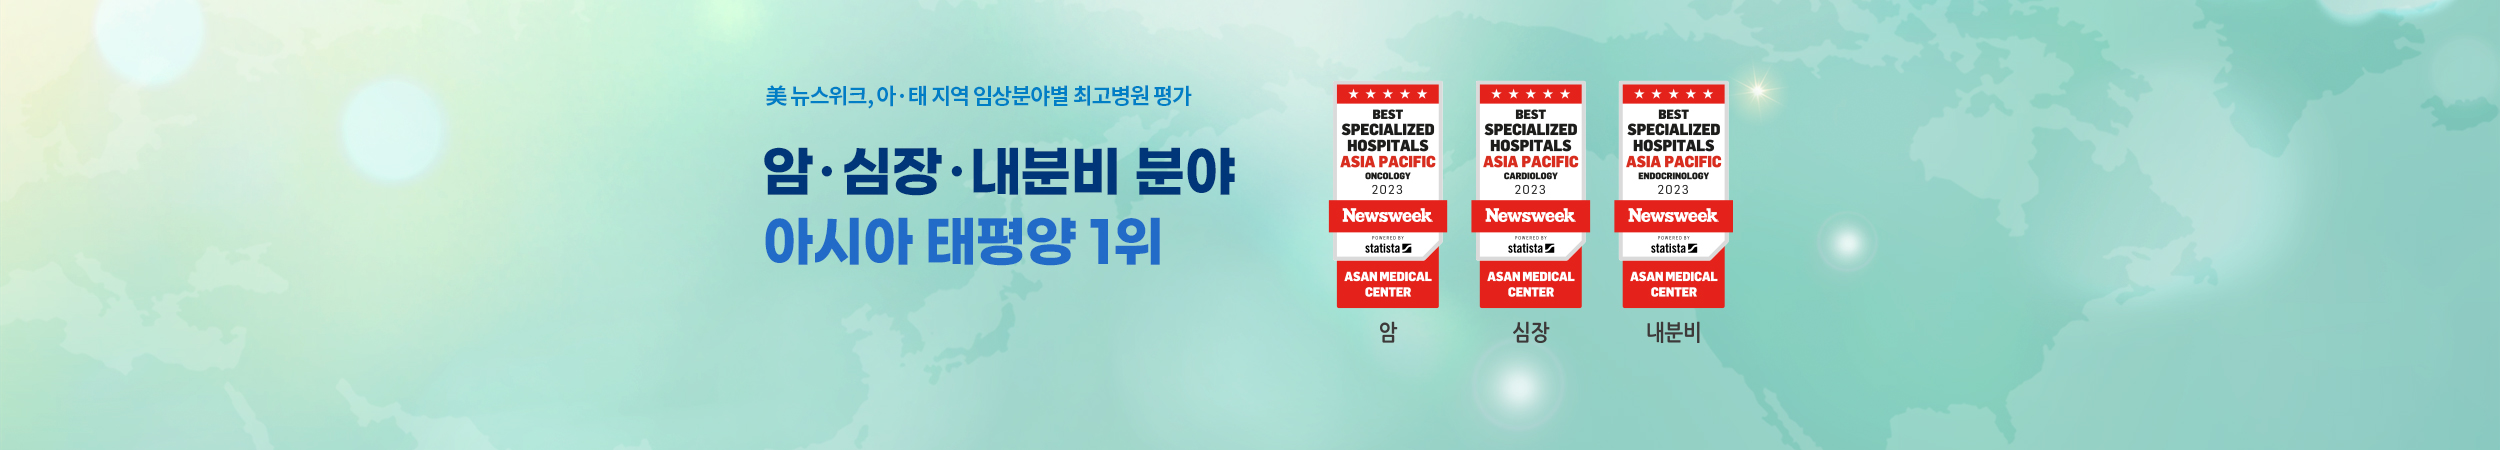 美 뉴스위크, 아·태 지역 임상분야별 최고병원 평가
암·심장·내분비 분야
아시아 태평양 1위
BEST
SPECIALIZED
HOSPITALS
ASIA PACIFIC
ONCOLOGY
2023
Newsweek
POWERED BY
statista
ASAN MEDICAL
CENTER
암
BEST
SPECIALIZED
HOSPITALS
ASIA PACIFIC
CARDIOLOGY
2023
Newsweek
POWERED BY
statista
ASAN MEDICAL
CENTER
심장
BEST
SPECIALIZED
HOSPITALS
ASIA PACIFIC
ENDOCRINOLOGY
2023
Newsweek
POWERED BY
statista
ASAN MEDICAL
CENTER
내분비